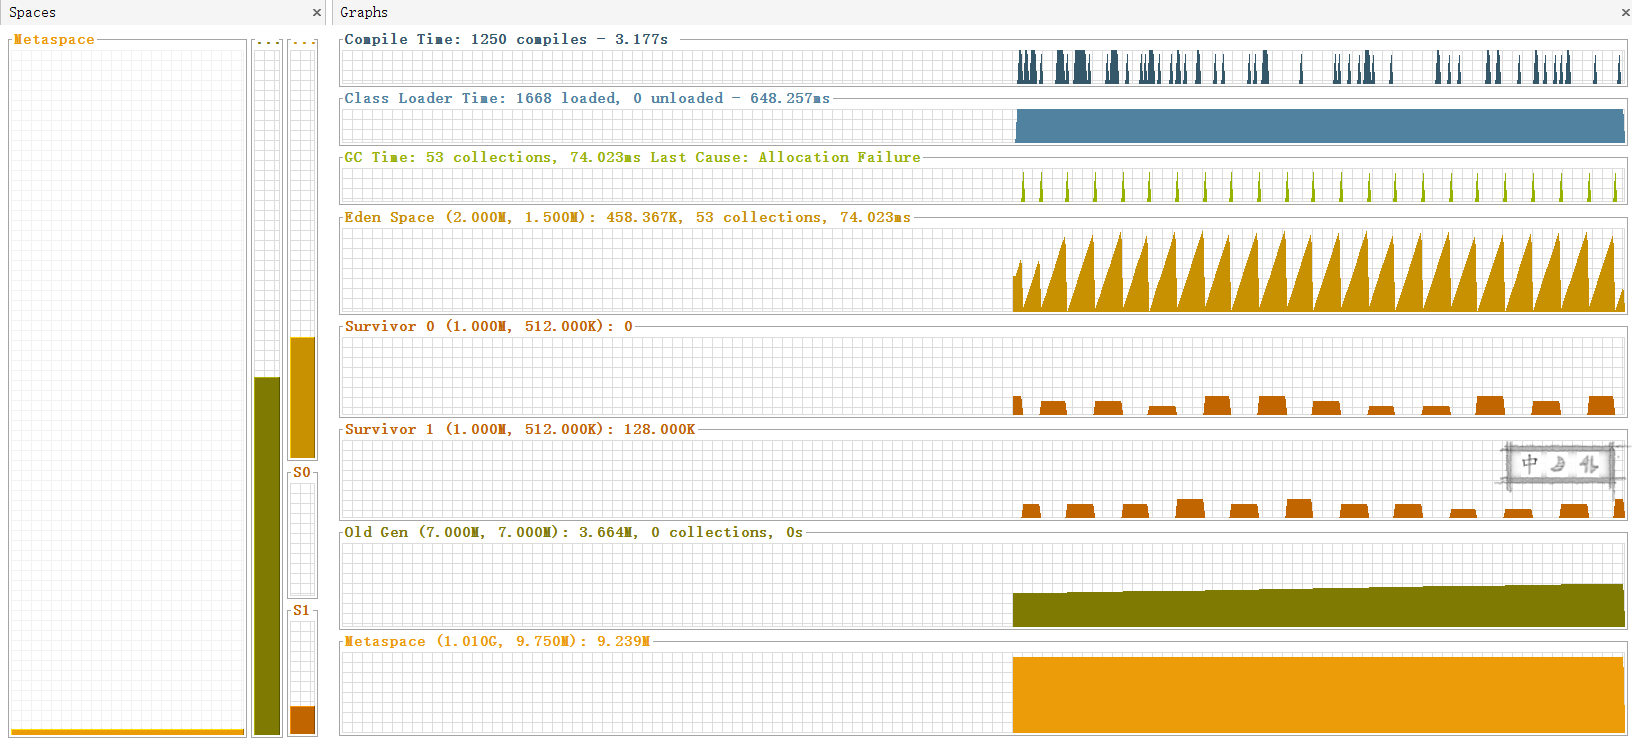 Spaces
Graphs
Metaspace
S0
S1
Compile Time: 1250 compiles - 3.177s
Class Loader Time: 1668 loaded, 0 unloaded - 648.257ms
GC Time: 53 collections, 74.023ms Last Cause: Allocation Failure
Eden Space (2.000M, 1.500M): 458.367K, 53 collections, 74.023ms
Survivor 0 (1.000M, 512.000K): 0
Survivor 1 (1.000M, 512.000K): 128.000K
中
Old Gen (7.000M, 7.000M): 3.664M, 0 collections, 0s
Metaspace (1.010G, 9.750M): 9.239M